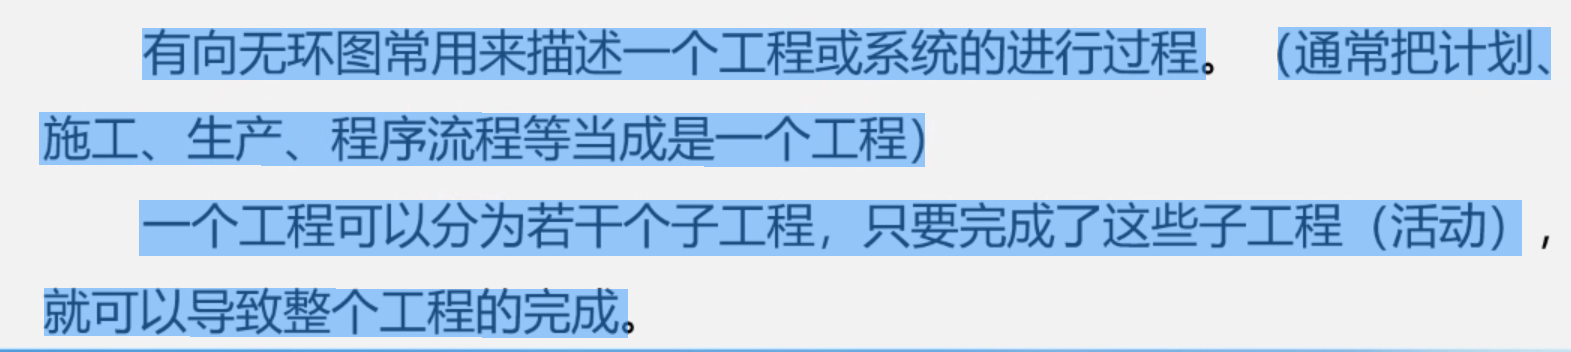 有向无环图常用来描述一个工程或系统的进行过程。 （通常把计划、
施工、生产、程序流程等当成是一个工程）
一个工程可以分为若干个子工程，只要完成了这些子工程（活动），
就可以导致整个工程的完成。